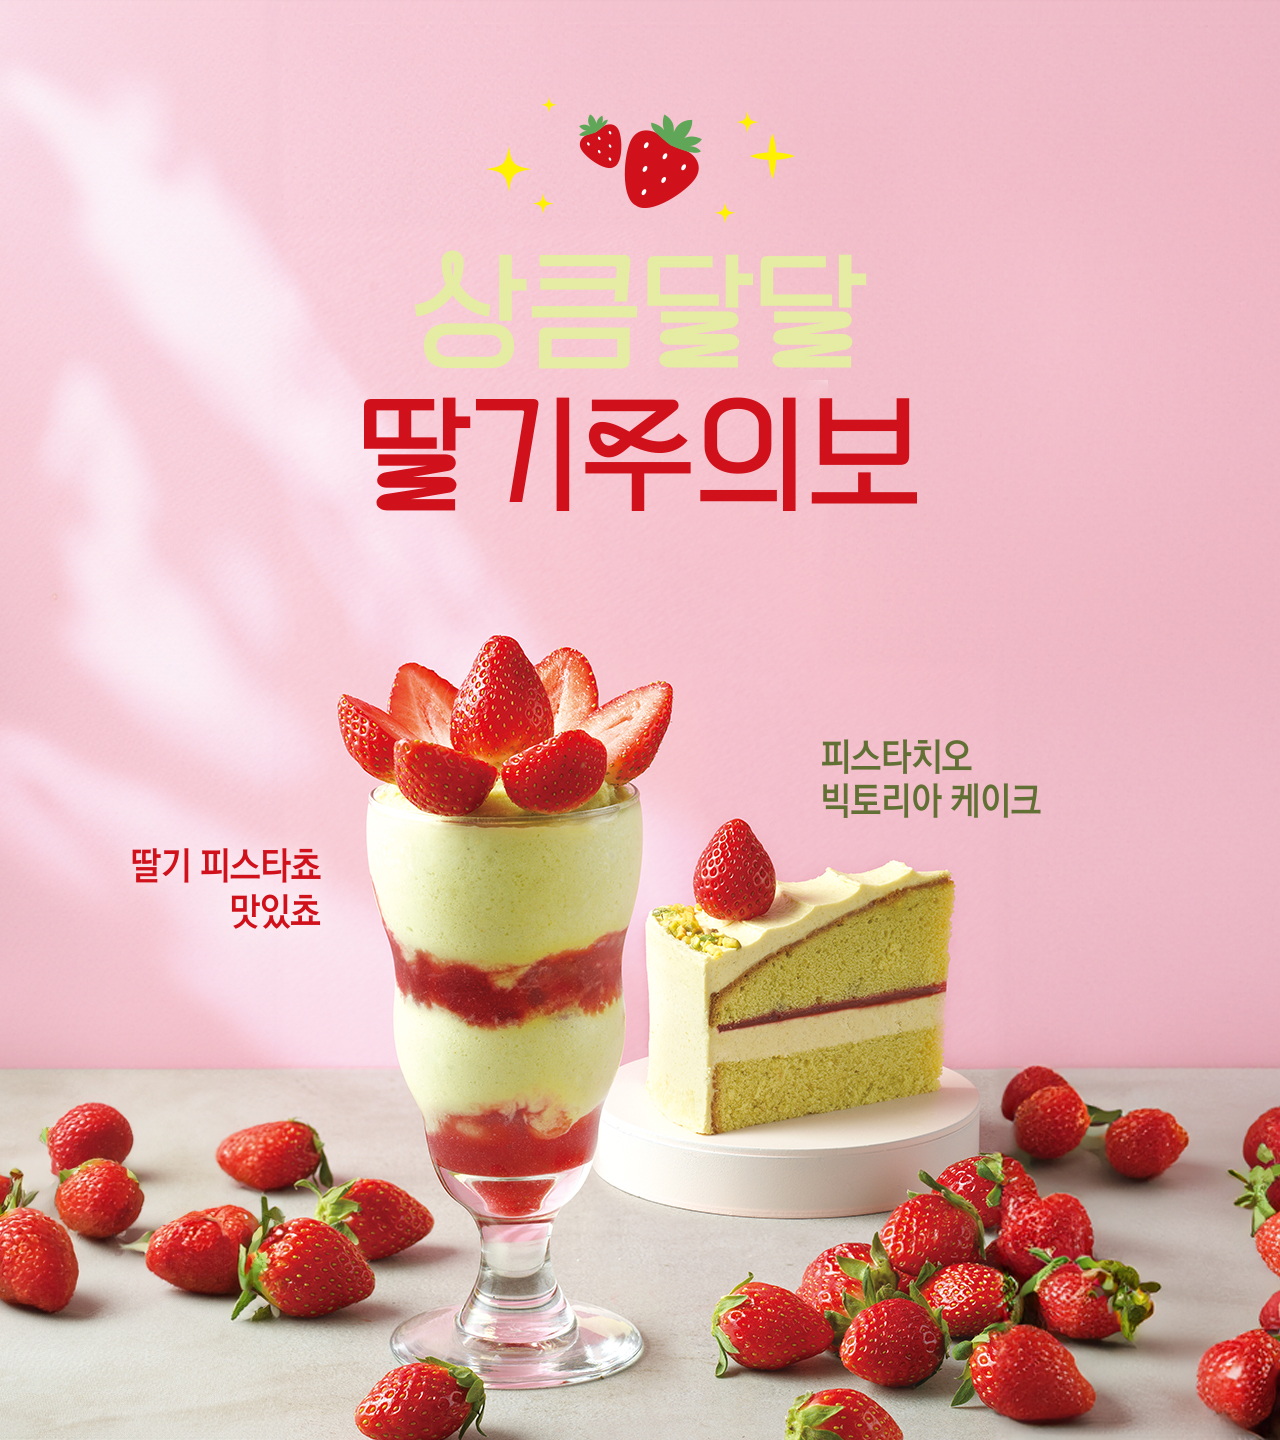 상큼달달
딸기주의보
피스타치오
빅토리아 케이크
딸기 피스타쵸
맛있쵸